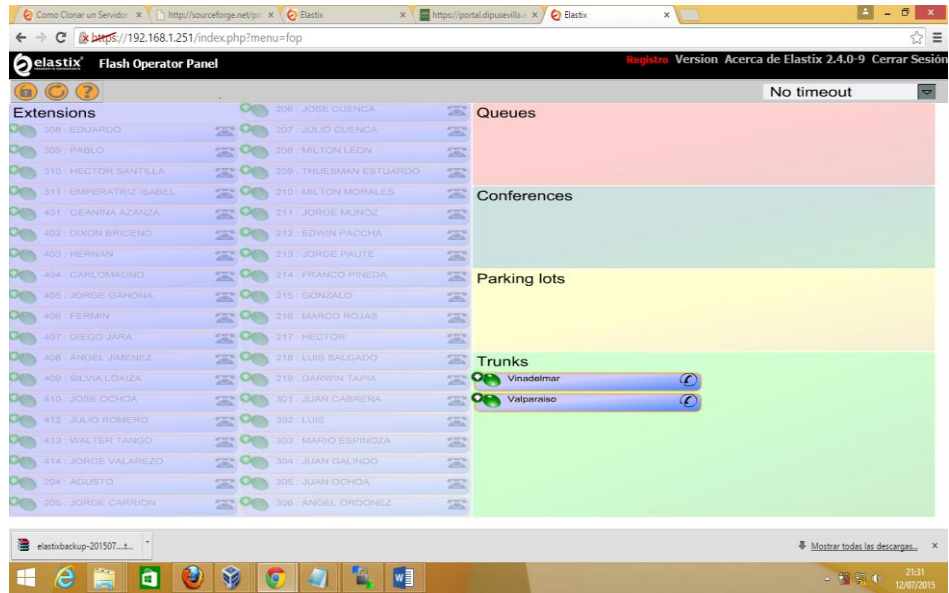 Como Clonar un Servidor
http://sourceforge.net/pr
Elastix
https://portal.dipusevilla.e
Elastix
https://192.168.1.251/index.php?menu=fop
elastix
Flash Operator Panel
Registro Version Acerca de Elastix 2.4.0-9 Cerrar Sesión
No timeout
Extensions
308 : EDUARDO
309 : PABLO
310 : HECTOR SANTILLA
311 : EMPERATRIZ ISABEL
401 : GEANINA AZANZA
402 : DIXON BRICENO
403 : HERNAN
404 : CARLOMAGNO
405 : JORGE GAHONA
406 : FERMIN
407 : DIEGO JARA
408 : ANGEL JIMENEZ
409 : SILVIA LOAIZA
410 : JOSE OCHOA
412 : JULIO ROMERO
413 : WALTER TANGO
414 : JORGE VALAREZO
204 : AGUSTO
205 : JORGE CARRION
206 : JOSE CUENCA
207 : JULIO CUENCA
208 : MILTON LEON
209 : THUESMAN ESTUARDO
210 : MILTON MORALES
211 : JORGE MUNOZ
212 : EDWIN PACCHA
213 : JORGE PAUTE
214 : FRANCO PINEDA
215 : GONZALO
216 : MARCO ROJAS
217 : HECTOR
218 : LUIS SALGADO
219 : DARWIN TAPIA
301 : JUAN CABRERA
302 : LUIS
303 : MARIO ESPINOZA
304 : JUAN GALINDO
305 : JUAN OCHOA
306 : ANGEL ORDONEZ
Queues
Conferences
Parking lots
Trunks
Vinadelmar
Valparaiso
elastixbackup-201507....t...
Mostrar todas las descargas...
21:31
12/07/2015